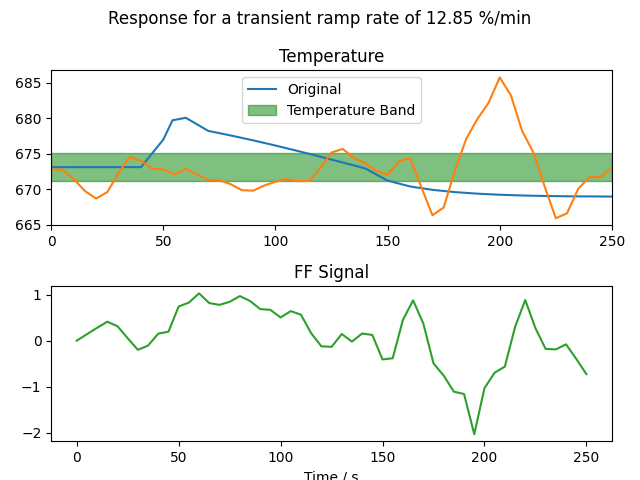 Response for a transient ramp rate of 12.85 %/min
Temperature
Original
Temperature Band
685
680
675
670
665
0 50 100 150 200 250
FF Signal
1
0
−1
−2
0 50 100 150 200 250
Time / s